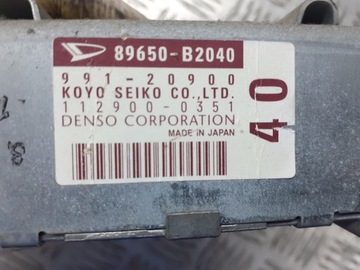 89650-B2040
991-20900
KOYO SEIKO CO.,LTD.
112900-0351
DENSO CORPORATION
MADE IN JAPAN
40